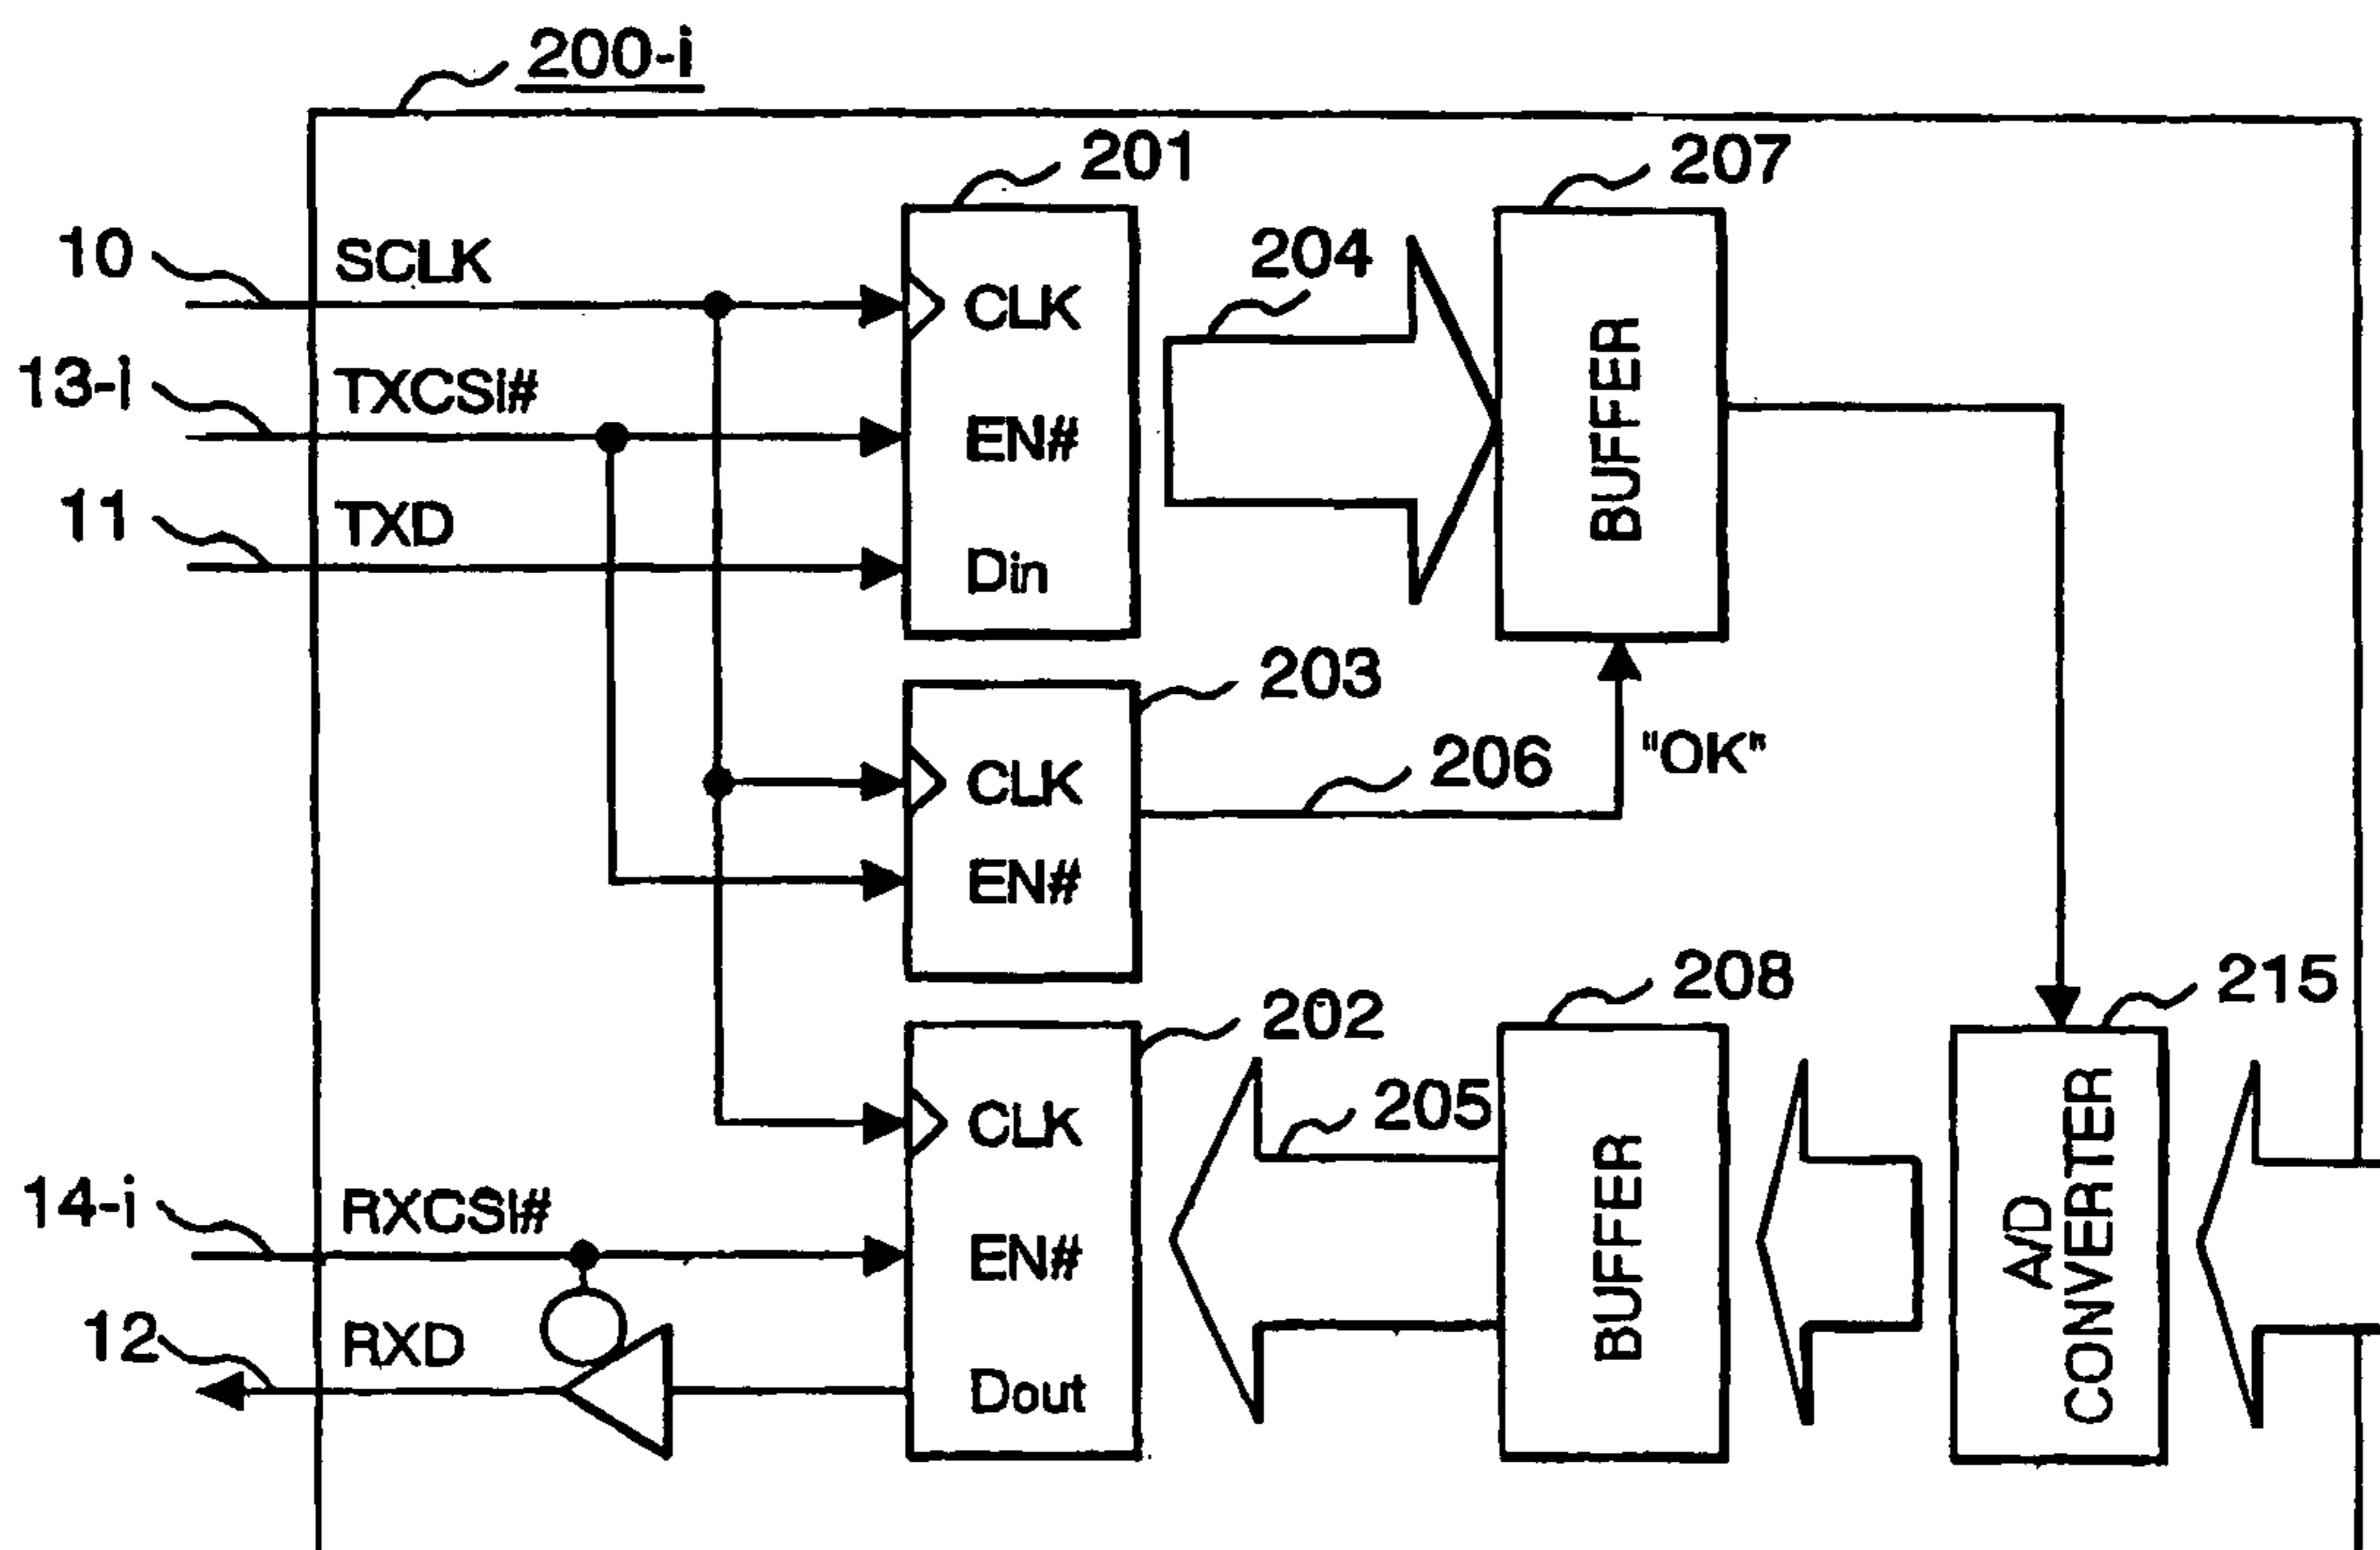 200-i
201
207
10
SCLK
CLK
204
13-i
TXCSi#
EN#
BUFFER
11
TXD
Din
203
CLK
206
"OK"
EN#
208
215
202
CLK
205
14-i
RXCSi#
EN#
BUFFER
A/D
CONVERTER
12
RXD
Dout